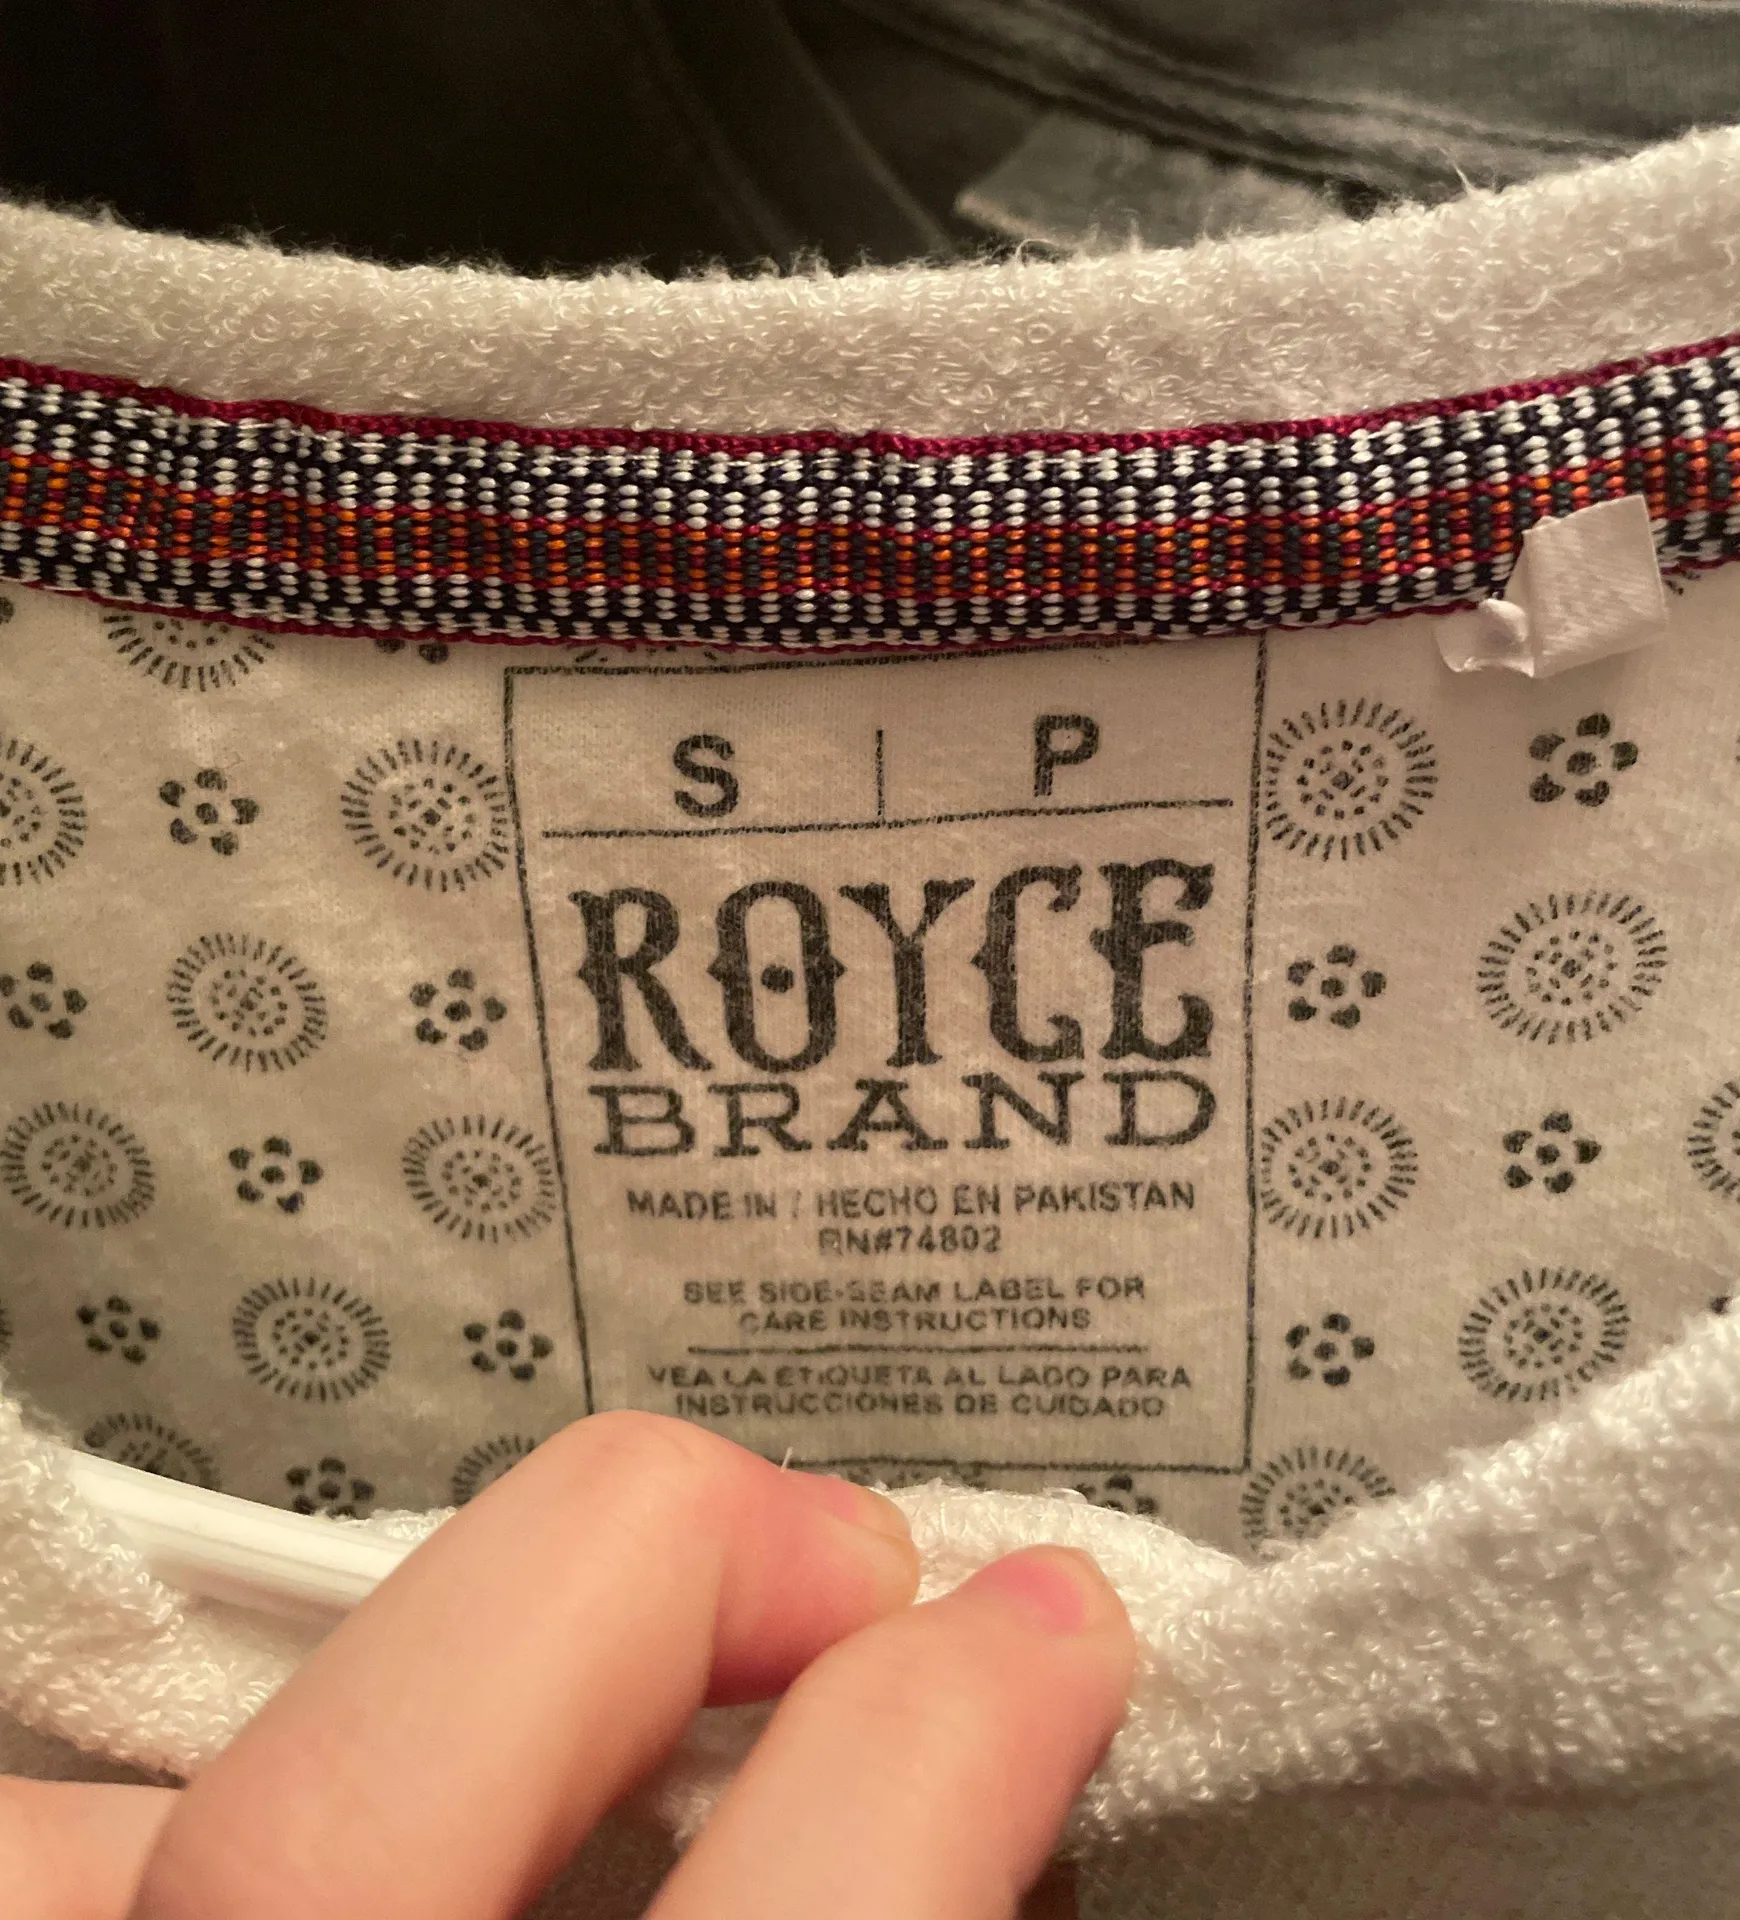 S | P
ROYCE
BRAND
MADE IN / HECHO EN PAKISTAN
RN#74802
SEE SIDE-SEAM LABEL FOR
CARE INSTRUCTIONS
VEA LA ETIQUETA AL LADO PARA
INSTRUCCIONES DE CUIDADO